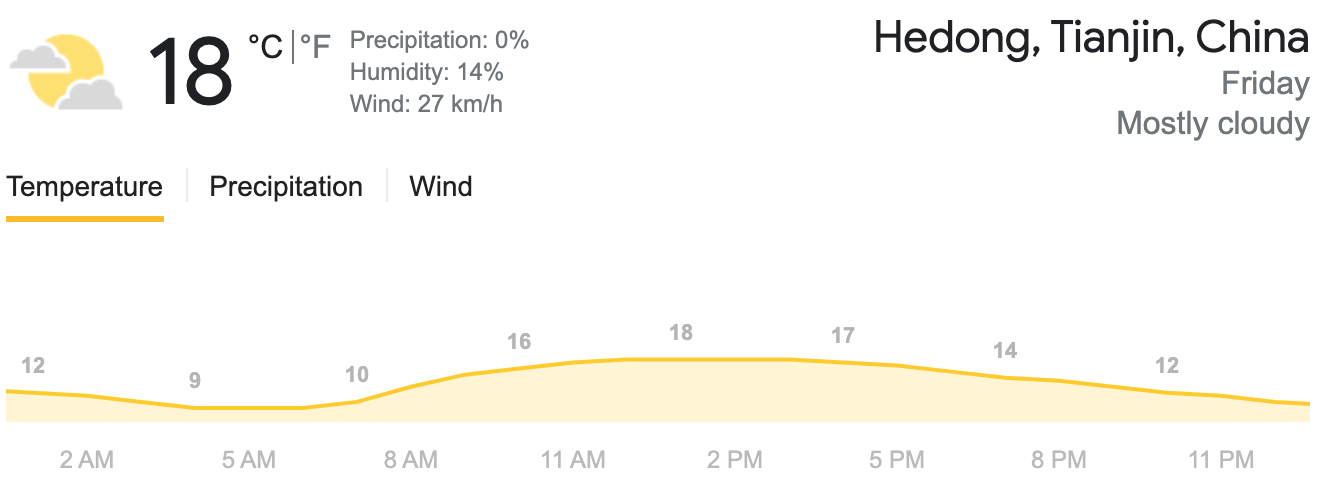 18 °C | °F
Precipitation: 0%
Humidity: 14%
Wind: 27 km/h
Hedong, Tianjin, China
Friday
Mostly cloudy
Temperature | Precipitation | Wind
12 9 10 16 18 17 14 12
2 AM 5 AM 8 AM 11 AM 2 PM 5 PM 8 PM 11 PM